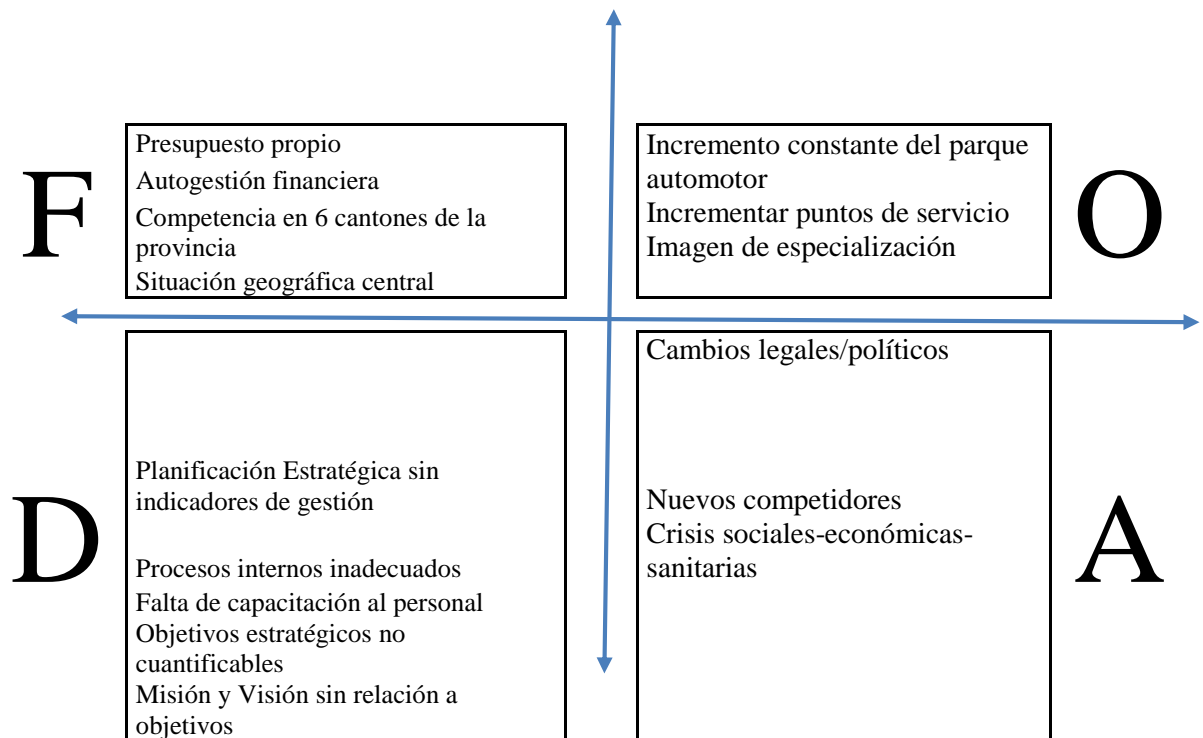 F
Presupuesto propio
Autogestión financiera
Competencia en 6 cantones de la
provincia
Situación geográfica central
Incremento constante del parque
automotor
Incrementar puntos de servicio
Imagen de especialización
O
D
Planificación Estratégica sin
indicadores de gestión
Procesos internos inadecuados
Falta de capacitación al personal
Objetivos estratégicos no
cuantificables
Misión y Visión sin relación a
objetivos
Cambios legales/políticos
Nuevos competidores
Crisis sociales-económicas-
sanitarias
A